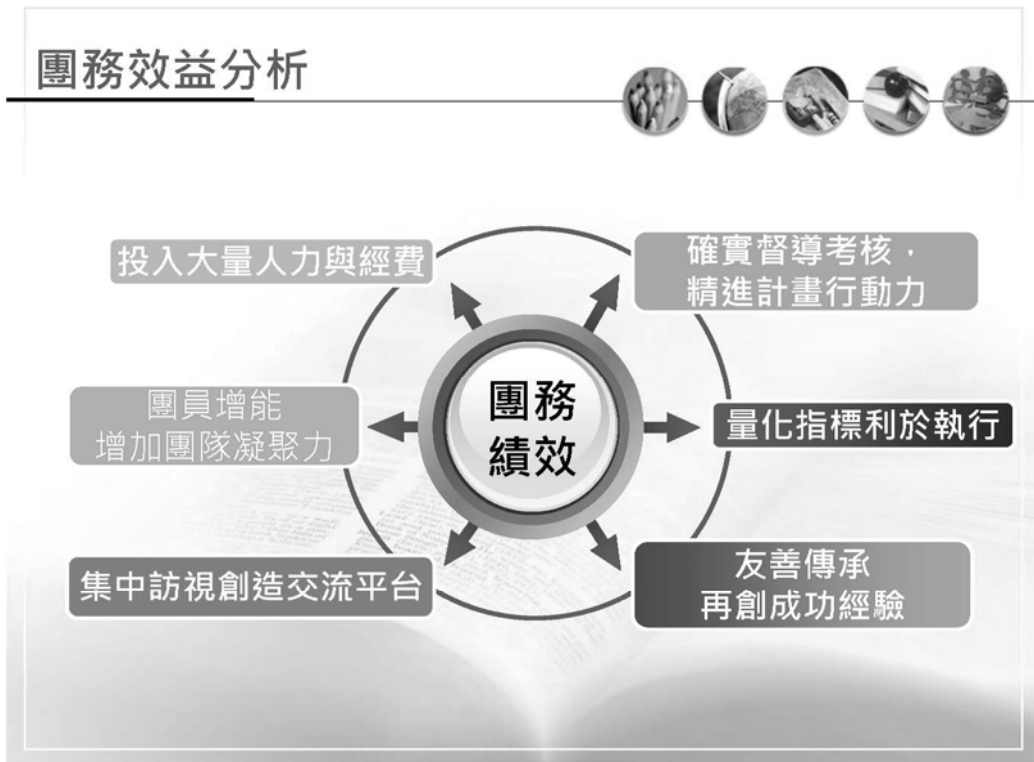 團務效益分析
投入大量人力與經費
確實督導考核，
精進計畫行動力
團員增能
增加團隊凝聚力
團務
績效
量化指標利於執行
集中訪視創造交流平台
友善傳承
再創成功經驗